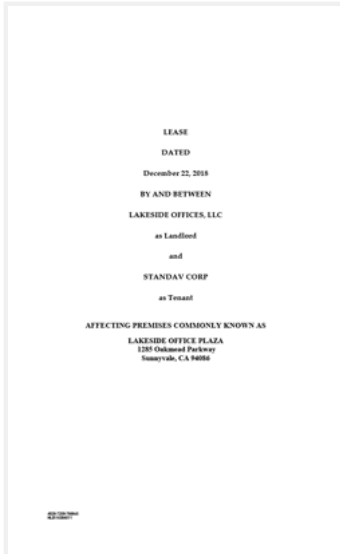 LEASE
DATED
December 22, 2018
BY AND BETWEEN
LAKESIDE OFFICES, LLC
as Landlord
and
STANDAV CORP
as Tenant
AFFECTING PREMISES COMMONLY KNOWN AS
LAKESIDE OFFICE PLAZA
1285 Oakmead Parkway
Sunnyvale, CA 94086